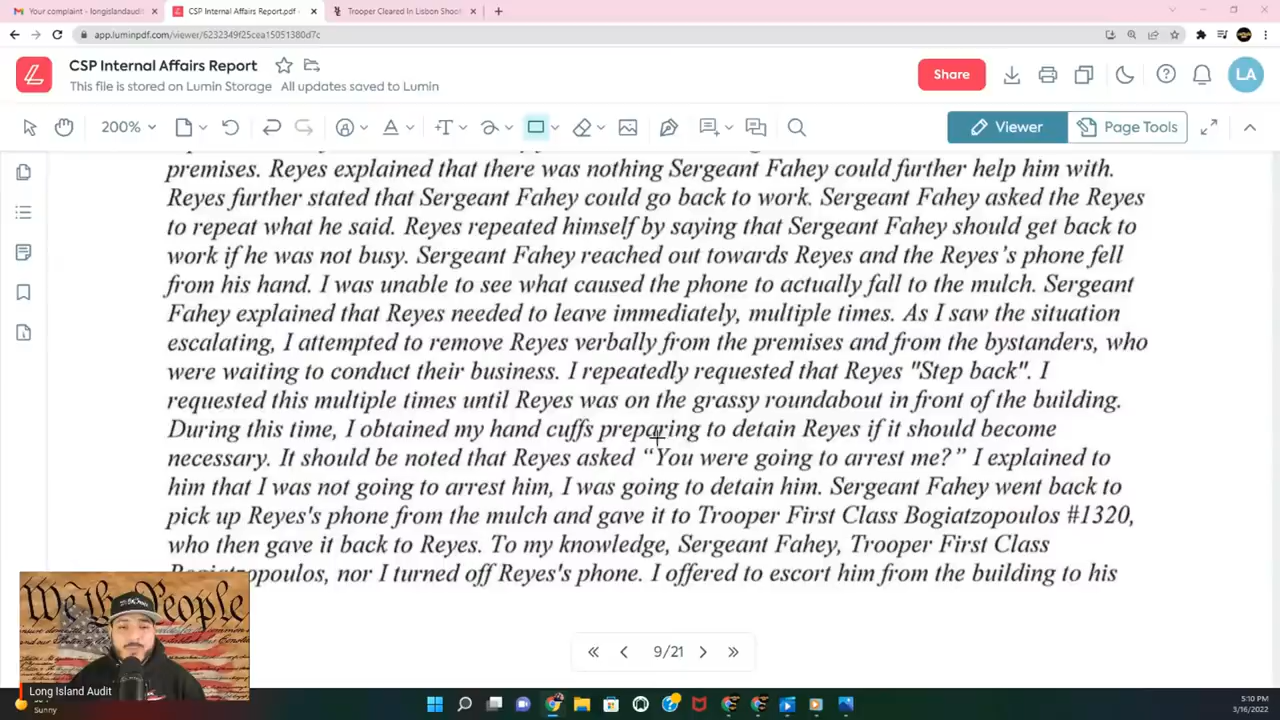 Your complaint - longislandaudit
CSP Internal Affairs Report.pdf -
Trooper Cleared In Lisbon Shoot
app.luminpdf.com/viewer/6232349f25cea15051380d7c
CSP Internal Affairs Report
This file is stored on Lumin Storage All updates saved to Lumin
Share
LA
200%
Viewer
Page Tools
premises. Reyes explained that there was nothing Sergeant Fahey could further help him with.
Reyes further stated that Sergeant Fahey could go back to work. Sergeant Fahey asked the Reyes
to repeat what he said. Reyes repeated himself by saying that Sergeant Fahey should get back to
work if he was not busy. Sergeant Fahey reached out towards Reyes and the Reyes's phone fell
from his hand. I was unable to see what caused the phone to actually fall to the mulch. Sergeant
Fahey explained that Reyes needed to leave immediately, multiple times. As I saw the situation
escalating, I attempted to remove Reyes verbally from the premises and from the bystanders, who
were waiting to conduct their business. I repeatedly requested that Reyes "Step back". I
requested this multiple times until Reyes was on the grassy roundabout in front of the building.
During this time, I obtained my hand cuffs preparing to detain Reyes if it should become
necessary. It should be noted that Reyes asked “You were going to arrest me?” I explained to
him that I was not going to arrest him, I was going to detain him. Sergeant Fahey went back to
pick up Reyes's phone from the mulch and gave it to Trooper First Class Bogiatzopoulos #1320,
who then gave it back to Reyes. To my knowledge, Sergeant Fahey, Trooper First Class
Bogiatzopoulos, nor I turned off Reyes's phone. I offered to escort him from the building to his
We the People
9/21
Long Island Audit
Sunny
5:10 PM
3/16/2022